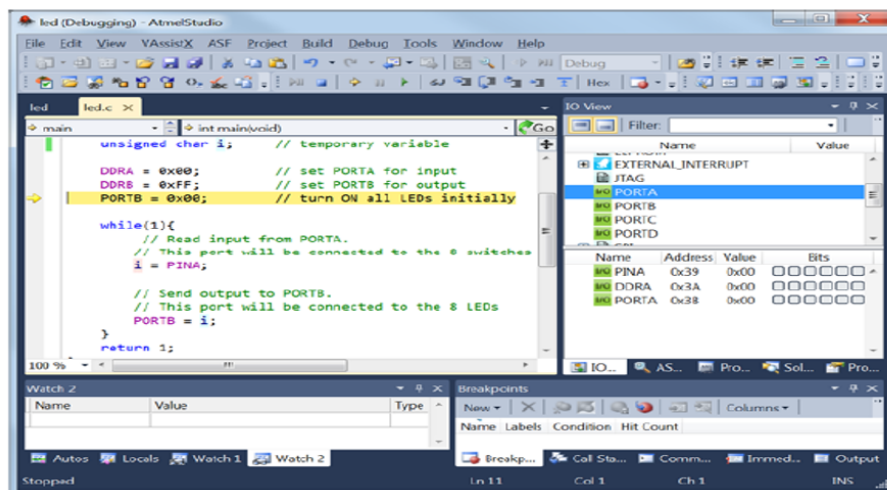 led (Debugging) - AtmelStudio
File Edit View VAssistX ASF Project Build Debug Tools Window Help
Debug
Hex
led led.c
main int main(void) Go
unsigned char i; // temporary variable
DDRA = 0x00; // set PORTA for input
DDRB = 0xFF; // set PORTB for output
PORTB = 0x00; // turn ON all LEDs initially
while(1){
// Read input from PORTA.
// This port will be connected to the 8 switches
i = PINA;
// Send output to PORTB.
// This port will be connected to the 8 LEDs
PORTB = i;
}
return 1;
100 %
IO View
Filter:
Name Value
EXTERNAL_INTERRUPT
JTAG
PORTA
PORTB
PORTC
PORTD
Name Address Value Bits
PINA 0x39 0x00
DDRA 0x3A 0x00
PORTA 0x3B 0x00
IO... AS... Pro... Sol... Pro...
Watch 2
Name Value Type
Autos Locals Watch 1 Watch 2
Breakpoints
New Columns
Name Labels Condition Hit Count
Breakp... Call Sta... Comm... Immed... Output
Stopped Ln 11 Col 1 Ch 1 INS